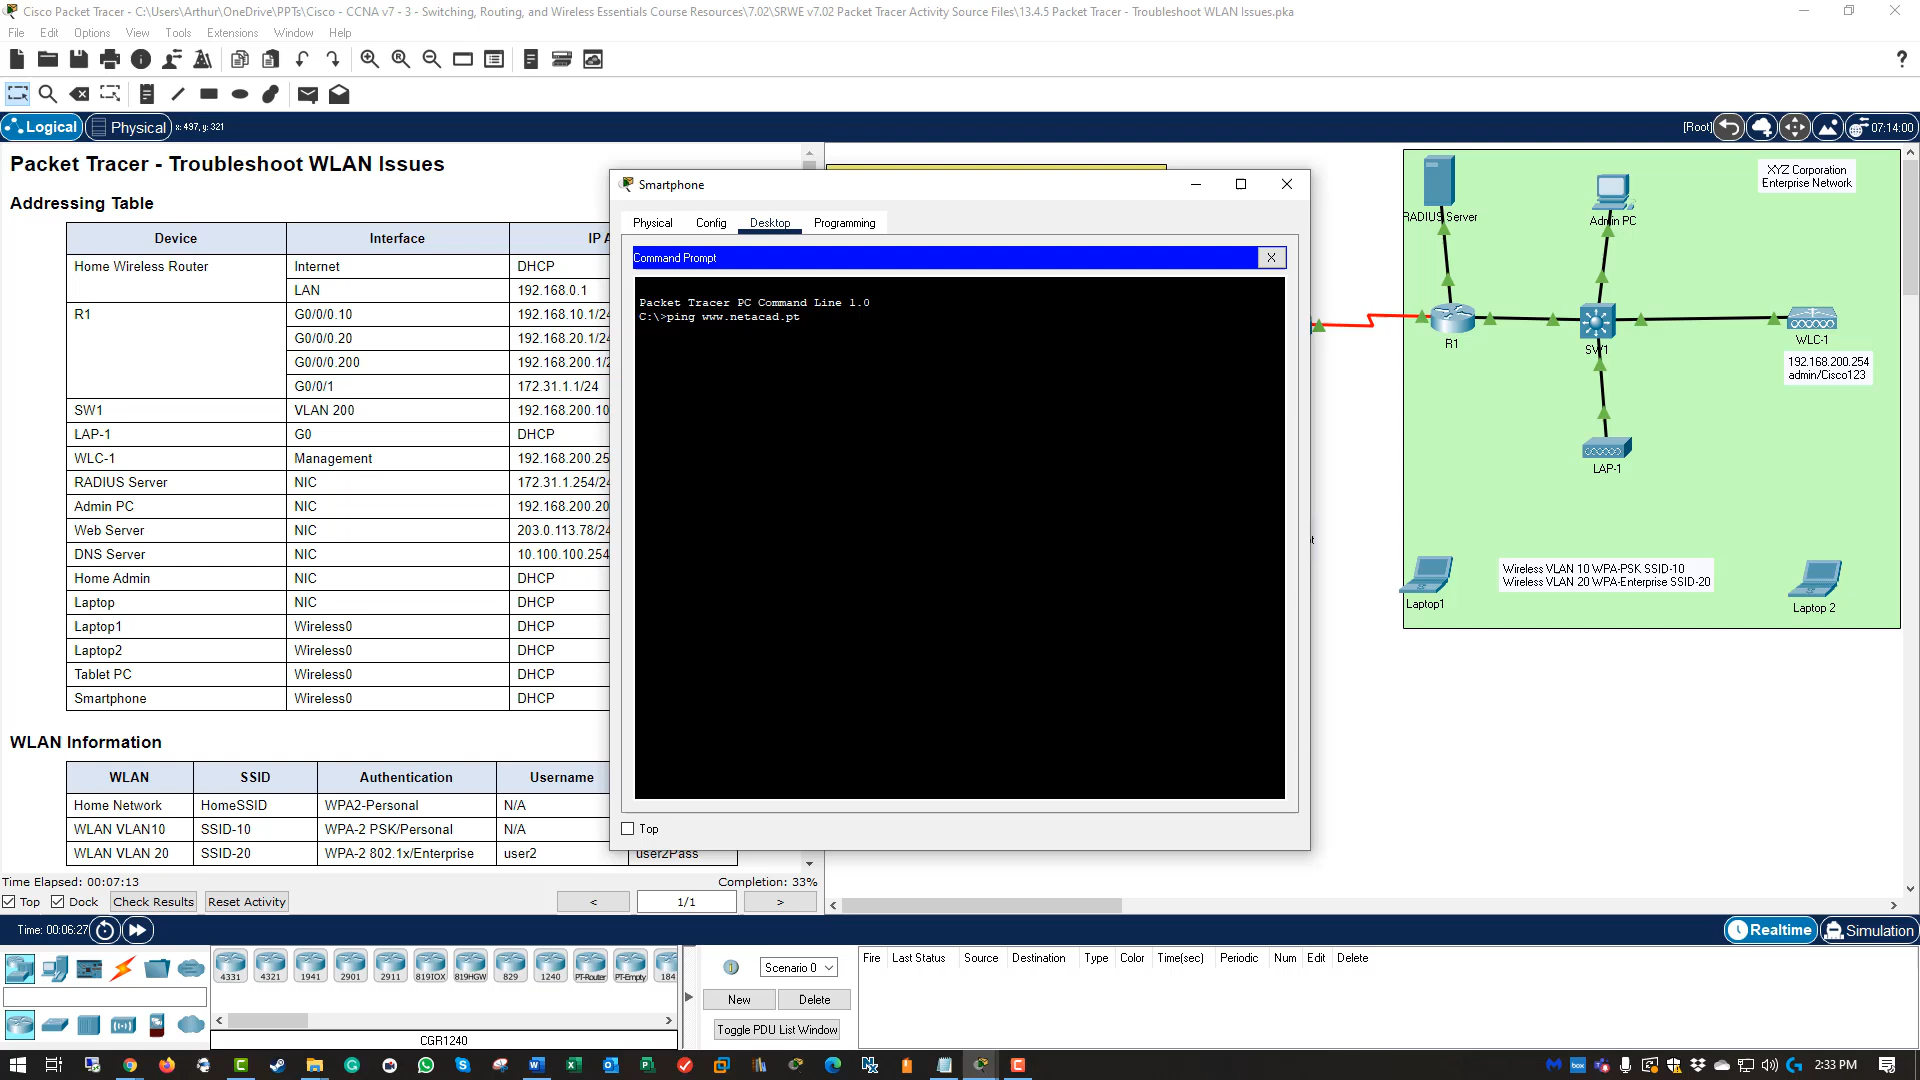 Cisco Packet Tracer - C:\Users\Arthur\OneDrive\PPTs\Cisco - CCNA v7 - 3 - Switching, Routing, and Wireless Essentials Course Resources\7.02\SRWE v7.02 Packet Tracer Activity Source Files\13.4.5 Packet Tracer - Troubleshoot WLAN Issues.pka
File Edit Options View Tools Extensions Window Help
Logical Physical x: 497, y: 321 [Root] 07:14:00
Packet Tracer - Troubleshoot WLAN Issues
Addressing Table
Device Interface IP A
Home Wireless Router Internet DHCP
LAN 192.168.0.1
R1 G0/0/0.10 192.168.10.1/24
G0/0/0.20 192.168.20.1/24
G0/0/0.200 192.168.200.1/2
G0/0/1 172.31.1.1/24
SW1 VLAN 200 192.168.200.10
LAP-1 G0 DHCP
WLC-1 Management 192.168.200.25
RADIUS Server NIC 172.31.1.254/24
Admin PC NIC 192.168.200.20
Web Server NIC 203.0.113.78/24
DNS Server NIC 10.100.100.254
Home Admin NIC DHCP
Laptop NIC DHCP
Laptop1 Wireless0 DHCP
Laptop2 Wireless0 DHCP
Tablet PC Wireless0 DHCP
Smartphone Wireless0 DHCP
WLAN Information
WLAN SSID Authentication Username
Home Network HomeSSID WPA2-Personal N/A
WLAN VLAN10 SSID-10 WPA-2 PSK/Personal N/A
WLAN VLAN 20 SSID-20 WPA-2 802.1x/Enterprise user2 user2Pass
Time Elapsed: 00:07:13 Completion: 33%
Top Dock Check Results Reset Activity < 1/1 >
Smartphone
Physical Config Desktop Programming
Command Prompt X
Packet Tracer PC Command Line 1.0
C:\>ping www.netacad.pt
Top
XYZ Corporation
Enterprise Network
RADIUS Server
Admin PC
R1
SW1
WLC-1
192.168.200.254
admin/Cisco123
LAP-1
Wireless VLAN 10 WPA-PSK SSID-10
Wireless VLAN 20 WPA-Enterprise SSID-20
Laptop1
Laptop 2
Time: 00:06:27 Realtime Simulation
4331 4321 1941 2901 2911 819IOX 819HGW 829 1240 PT-Router PT-Empty 184
CGR1240
Scenario 0
New Delete
Toggle PDU List Window
Fire Last Status Source Destination Type Color Time(sec) Periodic Num Edit Delete
2:33 PM